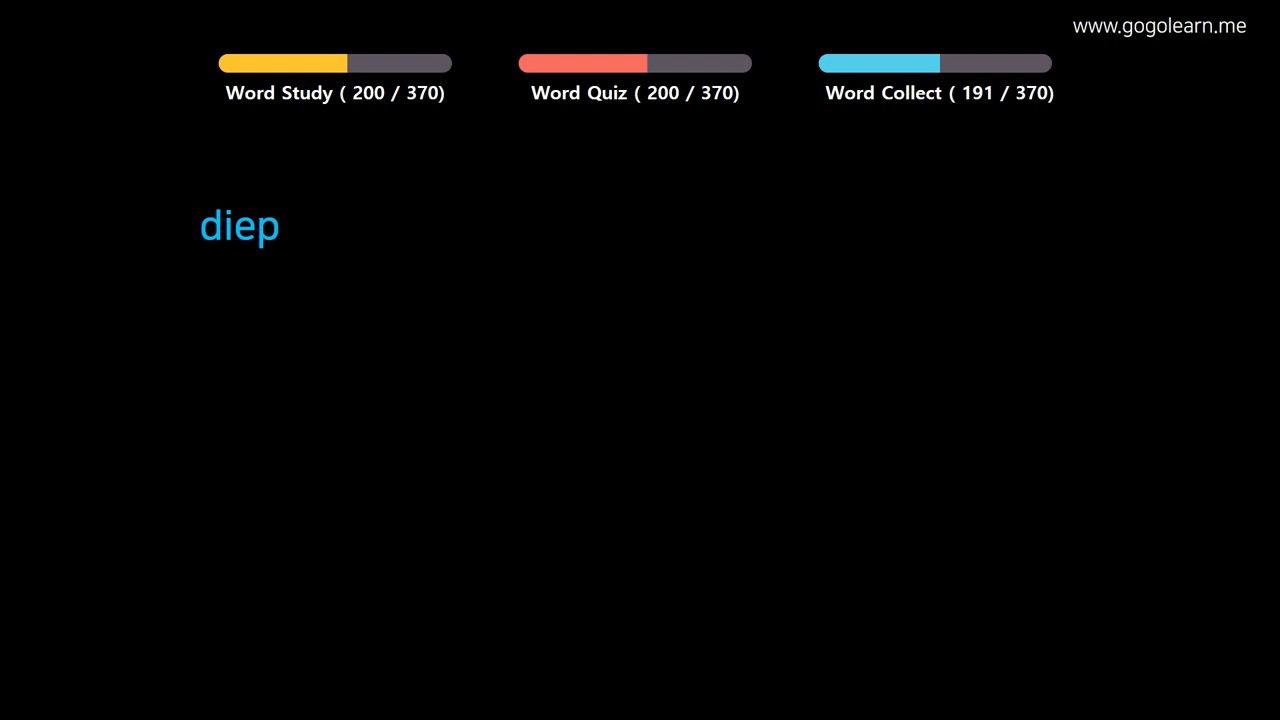 www.gogolearn.me
Word Study ( 200 / 370)
Word Quiz ( 200 / 370)
Word Collect ( 191 / 370)
diep